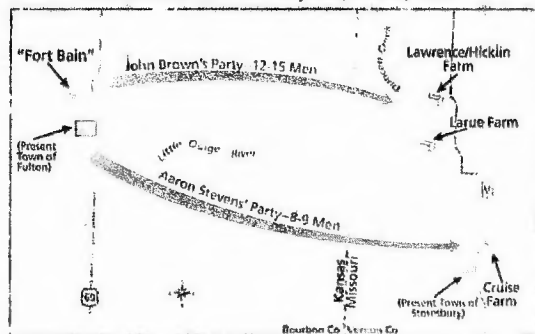 "Fort Bain"
John Brown's Party 12-15 Men
Lawrence/Hicklin
Farm
Larue Farm
(Present
Town of
Fulton)
Little Osage River
Aaron Stevens' Party-8-9 Men
Kansas
Missouri
(Present Town of
Cruise
Farm
Bourbon Co